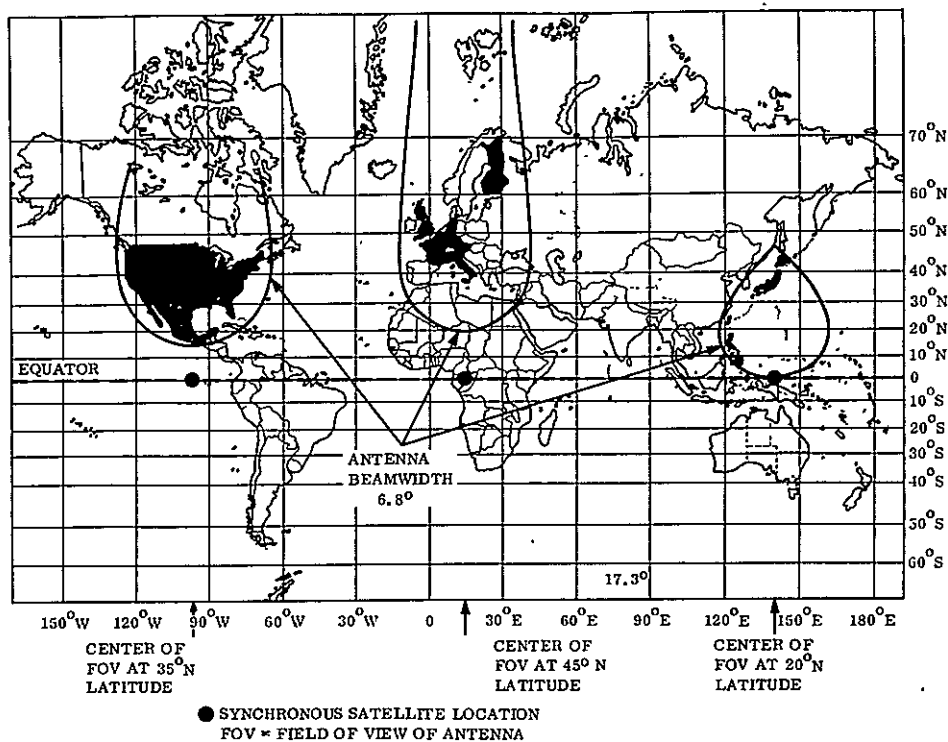 70°N
60°N
50°N
40°N
30°N
20°N
10°N
EQUATOR
0
10°S
20°S
30°S
40°S
50°S
60°S
ANTENNA
BEAMWIDTH
6.8°
17.3°
150°W 120°W 90°W 60°W 30°W 0 30°E 60°E 90°E 120°E 150°E 180°E
CENTER OF
FOV AT 35°N
LATITUDE
CENTER OF
FOV AT 45° N
LATITUDE
CENTER OF
FOV AT 20°N
LATITUDE
● SYNCHRONOUS SATELLITE LOCATION
FOV = FIELD OF VIEW OF ANTENNA